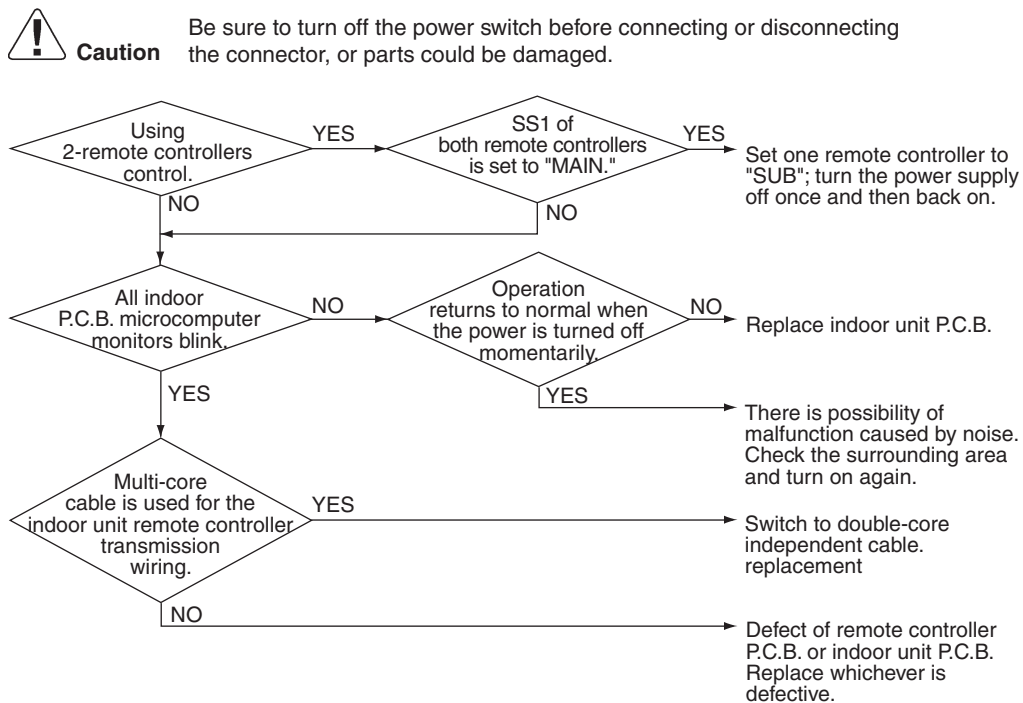 Be sure to turn off the power switch before connecting or disconnecting
Caution the connector, or parts could be damaged.
Using
2-remote controllers
control.
YES
SS1 of
both remote controllers
is set to "MAIN."
YES
Set one remote controller to
"SUB"; turn the power supply
off once and then back on.
NO
NO
All indoor
P.C.B. microcomputer
monitors blink.
NO
Operation
returns to normal when
the power is turned off
momentarily.
NO
Replace indoor unit P.C.B.
YES
YES
There is possibility of
malfunction caused by noise.
Check the surrounding area
and turn on again.
Multi-core
cable is used for the
indoor unit remote controller
transmission
wiring.
YES
Switch to double-core
independent cable.
replacement
NO
Defect of remote controller
P.C.B. or indoor unit P.C.B.
Replace whichever is
defective.